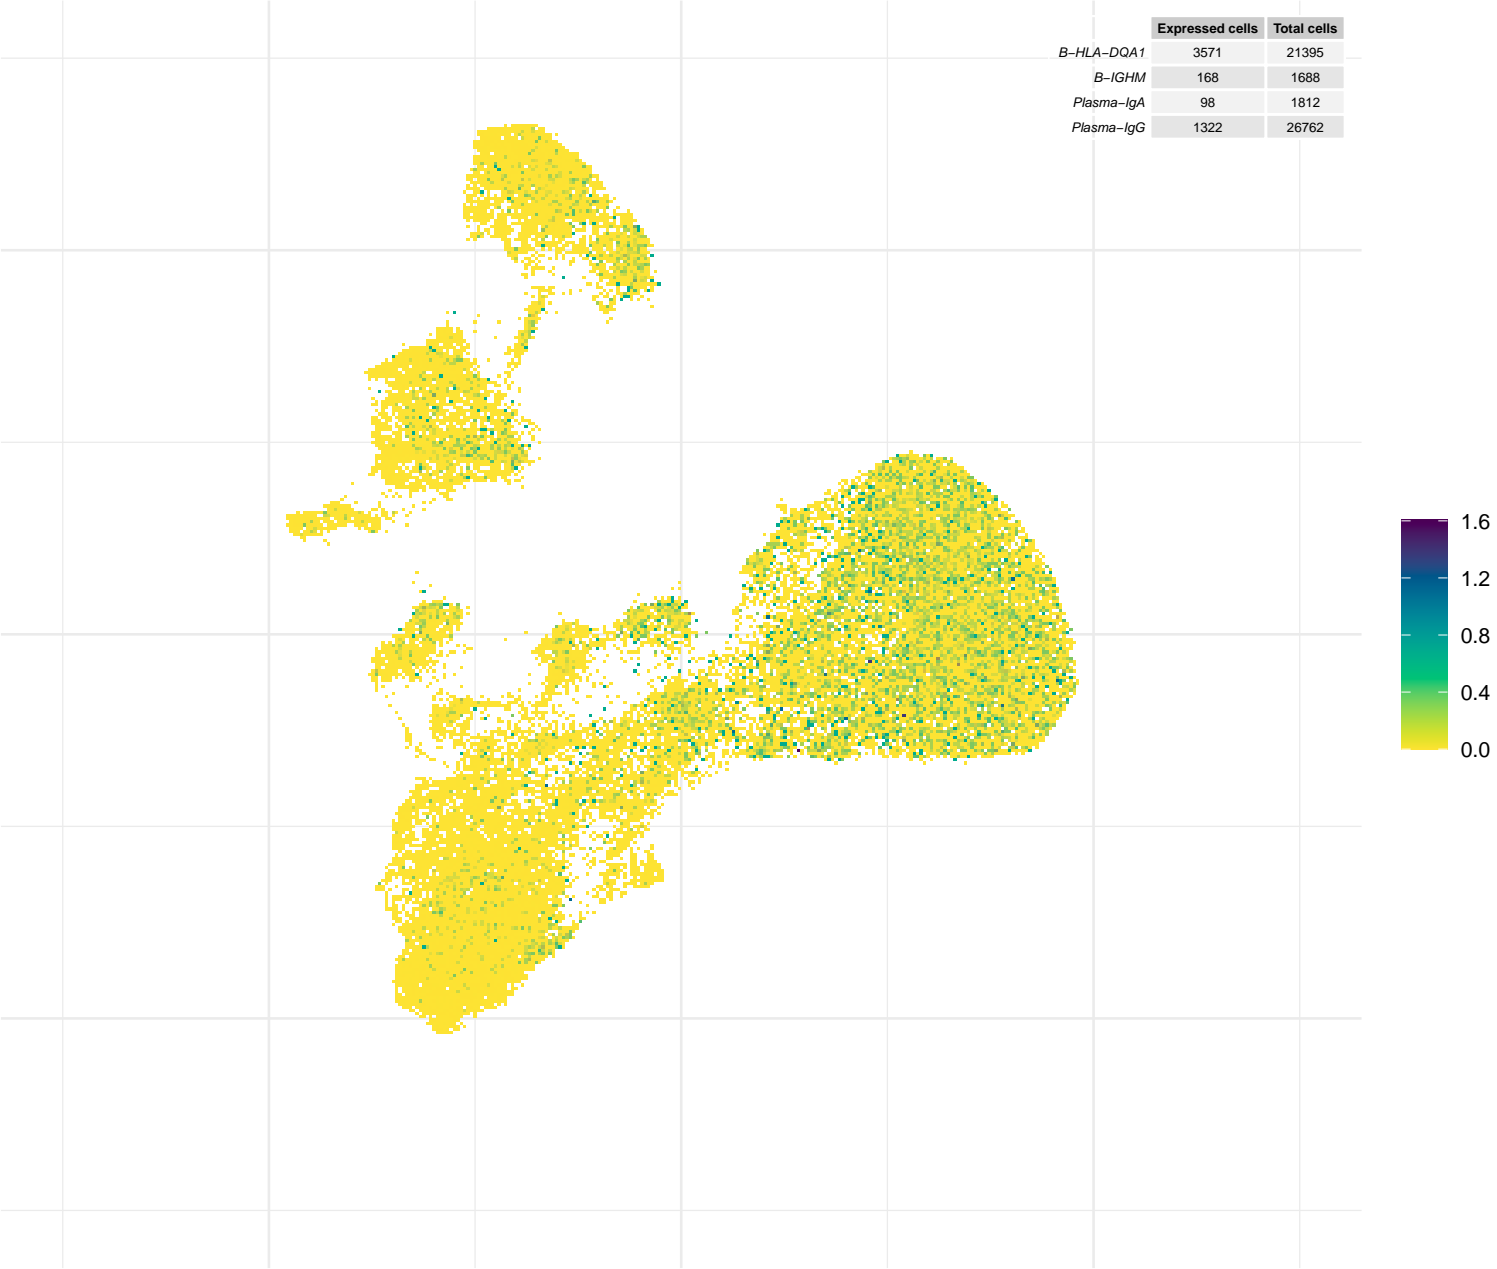 Expressed cells Total cells
B−HLA−DQA1 3571 21395
B−IGHM 168 1688
Plasma−IgA 98 1812
Plasma−IgG 1322 26762
1.6
1.2
0.8
0.4
0.0